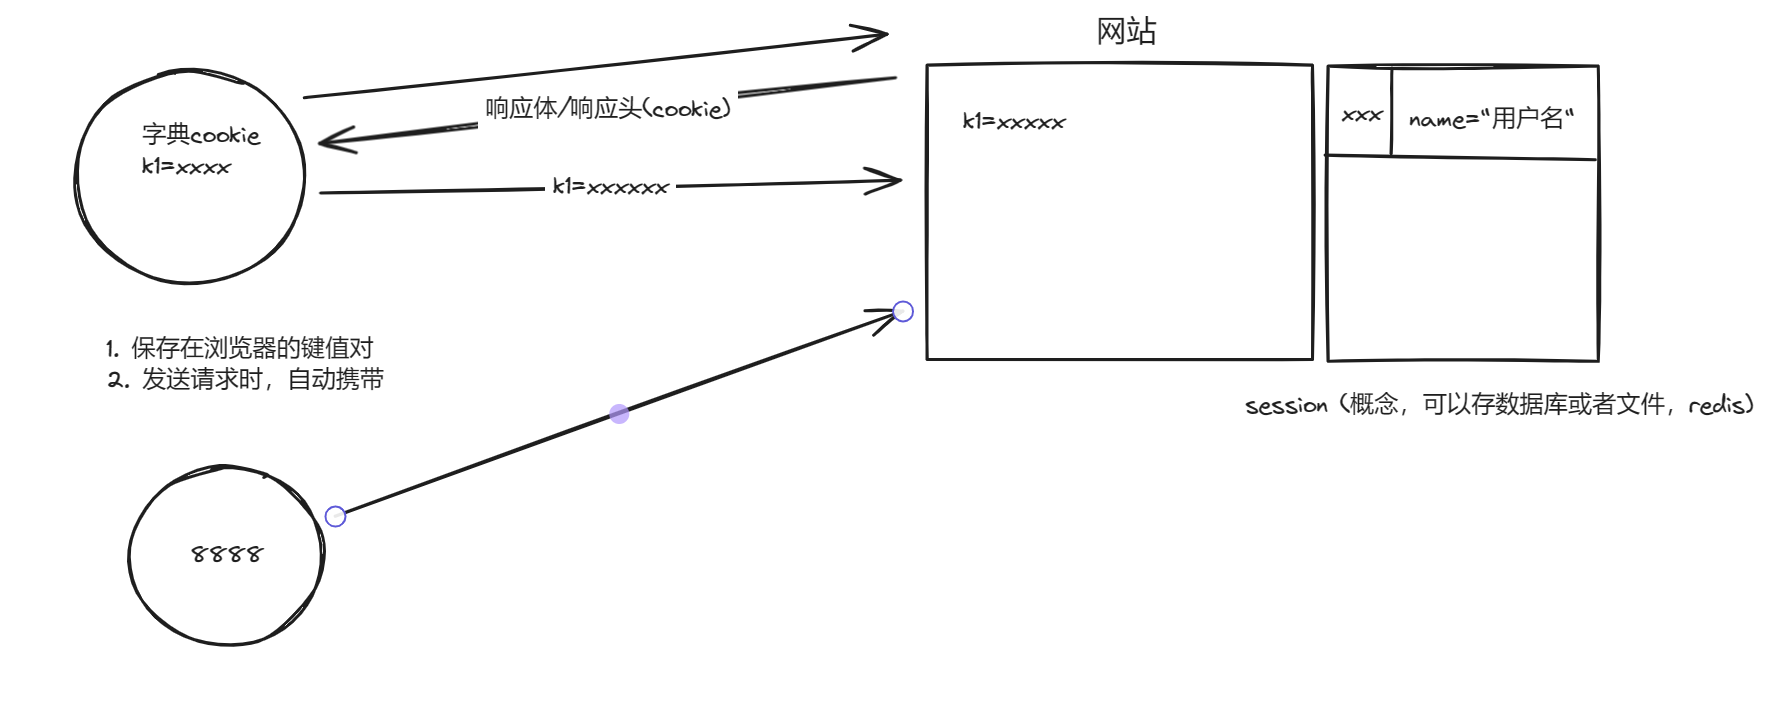 网站
响应体/响应头(cookie)
字典cookie
k1=xxxx
k1=xxxxx
xxx
name="用户名"
k1=xxxxxx
1. 保存在浏览器的键值对
2. 发送请求时，自动携带
session（概念，可以存数据库或者文件，redis）
8888